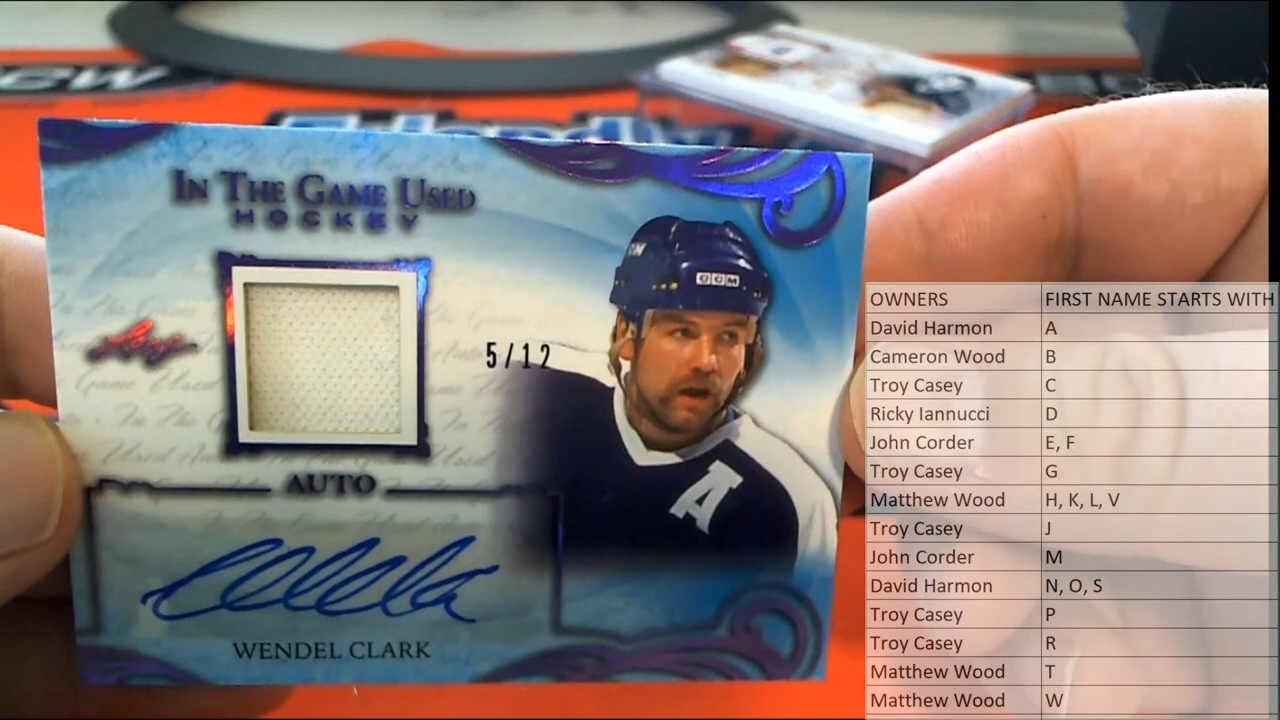 IN THE GAME USED
HOCKEY
CCM
Leaf
5/12
A
AUTO
WENDEL CLARK
OWNERS FIRST NAME STARTS WITH
David Harmon A
Cameron Wood B
Troy Casey C
Ricky Iannucci D
John Corder E, F
Troy Casey G
Matthew Wood H, K, L, V
Troy Casey J
John Corder M
David Harmon N, O, S
Troy Casey P
Troy Casey R
Matthew Wood T
Matthew Wood W